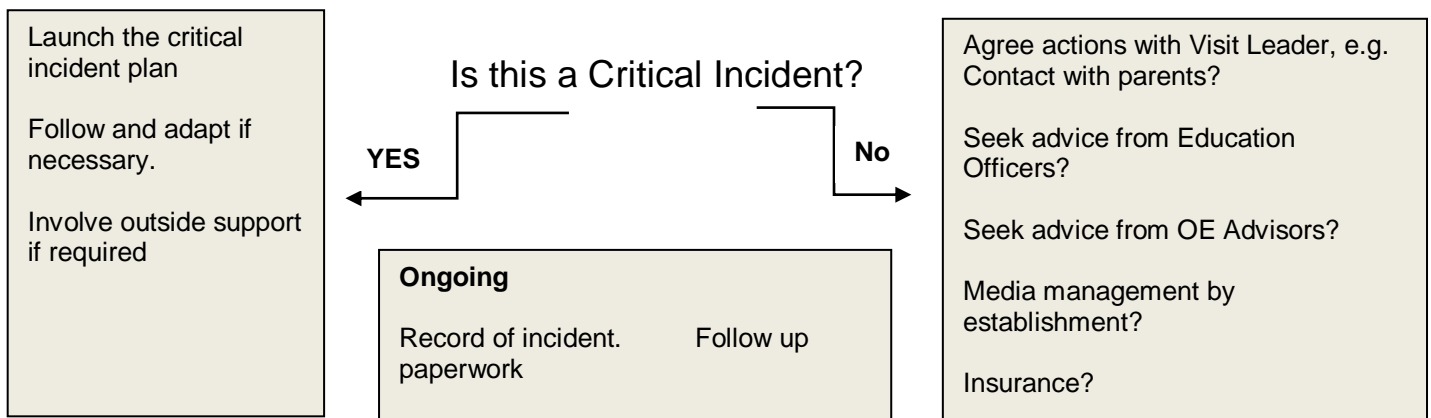 Launch the critical
incident plan
Follow and adapt if
necessary.
Involve outside support
if required
Is this a Critical Incident?
YES
No
Ongoing
Record of incident. Follow up
paperwork
Agree actions with Visit Leader, e.g.
Contact with parents?
Seek advice from Education
Officers?
Seek advice from OE Advisors?
Media management by
establishment?
Insurance?